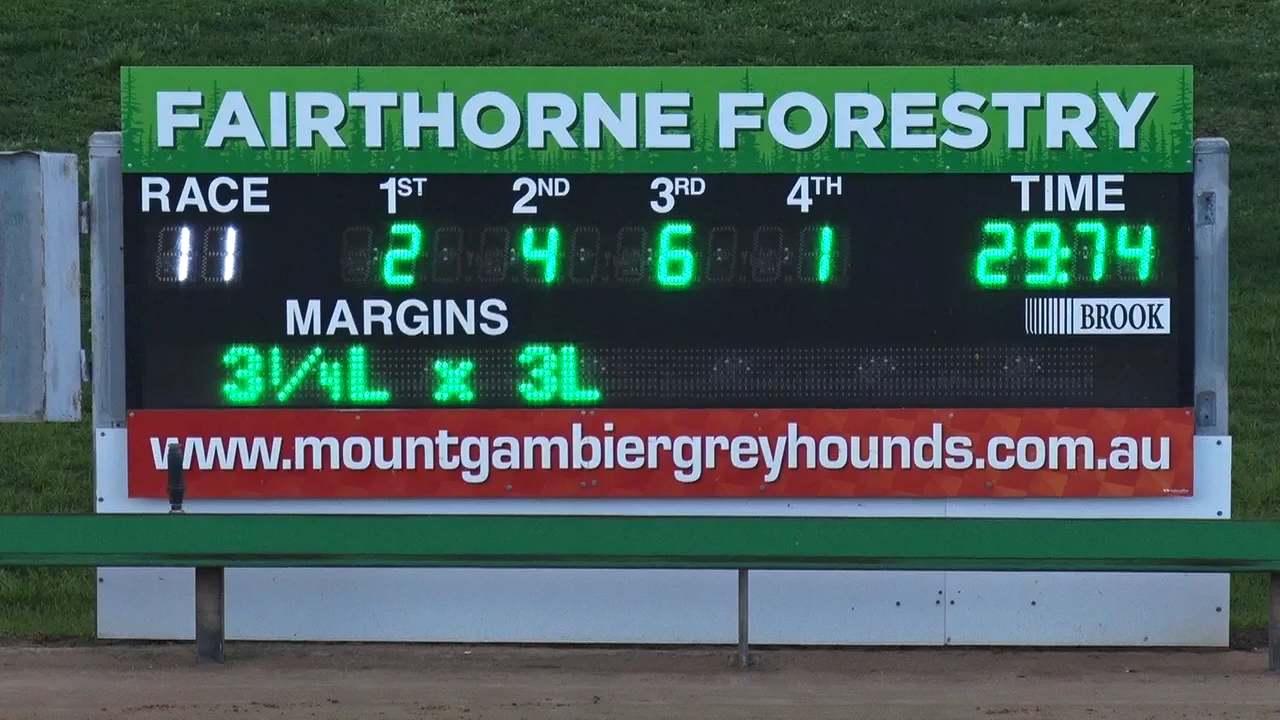 FAIRTHORNE FORESTRY
RACE 1ST 2ND 3RD 4TH TIME
11 2 4 6 1 29.74
MARGINS BROOK
3¼L x 3L
www.mountgambiergreyhounds.com.au